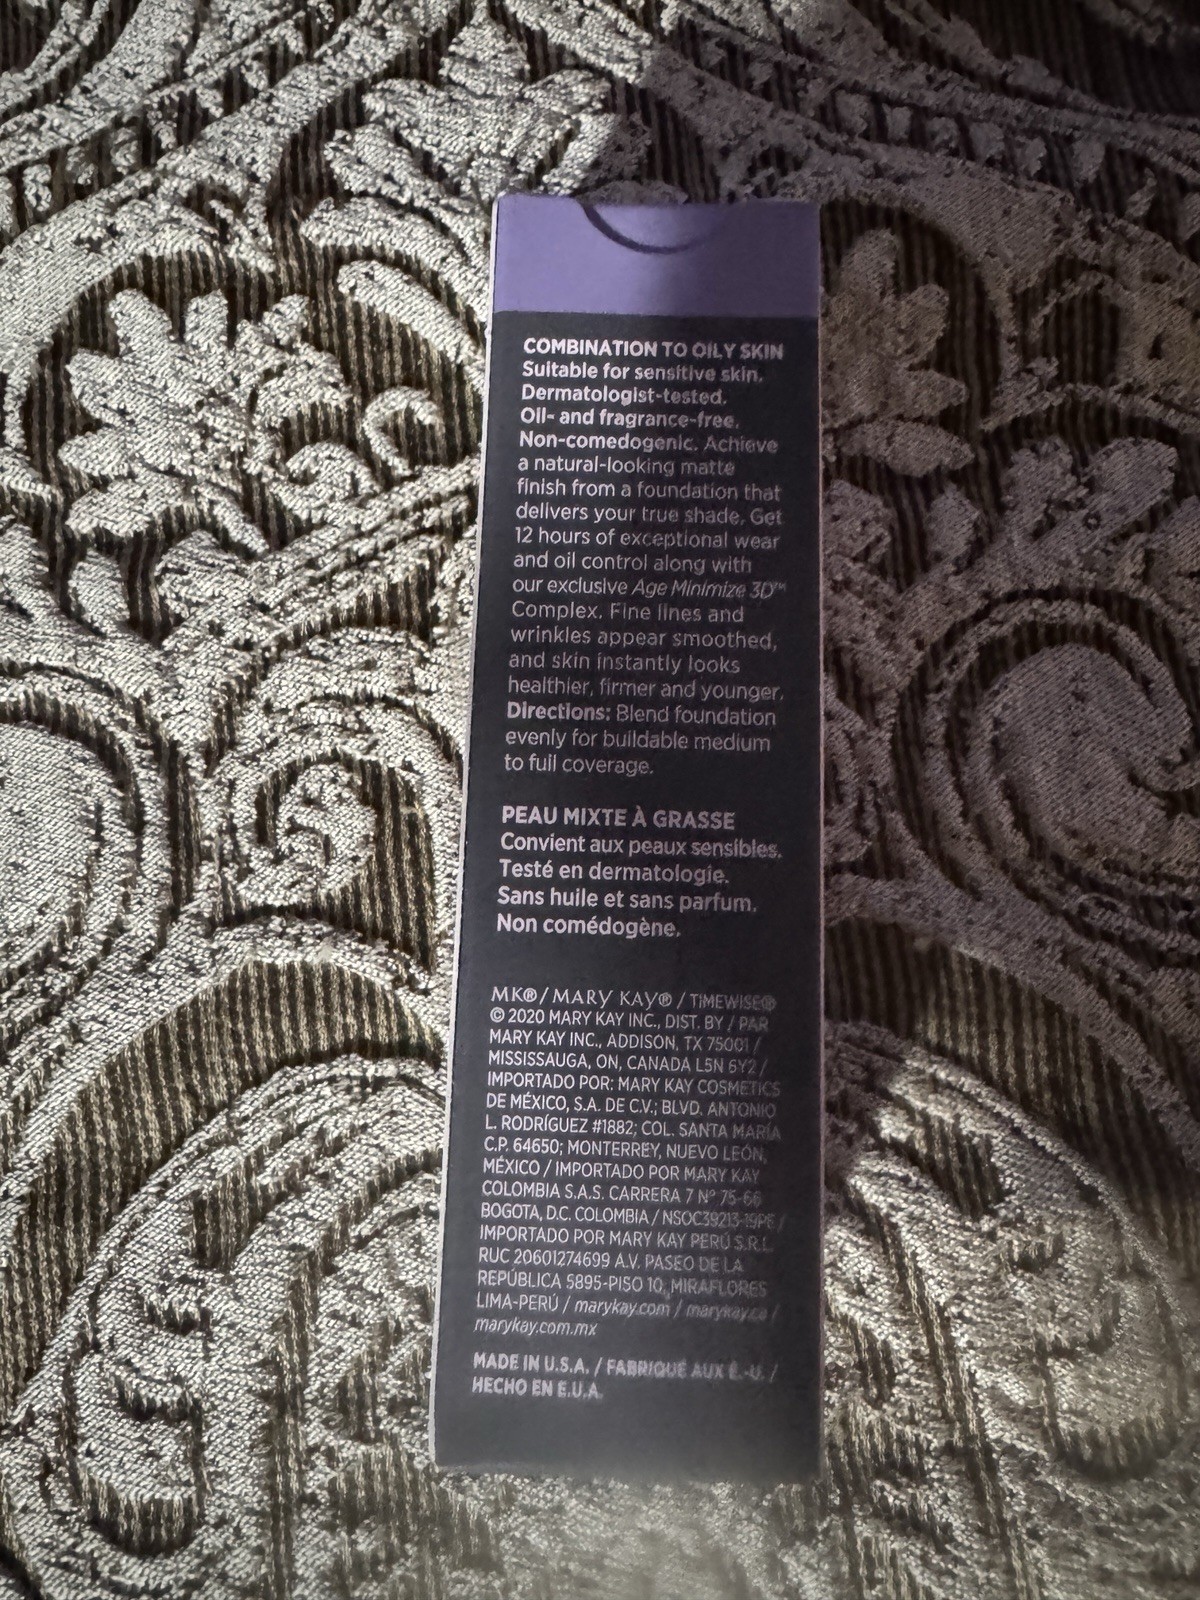 COMBINATION TO OILY SKIN
Suitable for sensitive skin.
Dermatologist-tested.
Oil- and fragrance-free.
Non-comedogenic. Achieve
a natural-looking matte
finish from a foundation that
delivers your true shade. Get
12 hours of exceptional wear
and oil control along with
our exclusive Age Minimize 3D™
Complex. Fine lines and
wrinkles appear smoothed,
and skin instantly looks
healthier, firmer and younger.
Directions: Blend foundation
evenly for buildable medium
to full coverage.
PEAU MIXTE À GRASSE
Convient aux peaux sensibles.
Testé en dermatologie.
Sans huile et sans parfum.
Non comédogène.
MK® / MARY KAY® / TIMEWISE®
© 2020 MARY KAY INC., DIST. BY / PAR
MARY KAY INC., ADDISON, TX 75001 /
MISSISSAUGA, ON, CANADA L5N 6Y2 /
IMPORTADO POR: MARY KAY COSMETICS
DE MÉXICO, S.A. DE C.V.; BLVD. ANTONIO
L. RODRÍGUEZ #1882; COL. SANTA MARÍA
C.P. 64650; MONTERREY, NUEVO LEÓN,
MÉXICO / IMPORTADO POR MARY KAY
COLOMBIA S.A.S. CARRERA 7 Nº 75-66
BOGOTA, D.C. COLOMBIA / NSOC39213-19PE /
IMPORTADO POR MARY KAY PERÚ S.R.L.
RUC 20601274699 A.V. PASEO DE LA
REPÚBLICA 5895-PISO 10, MIRAFLORES
LIMA-PERÚ / marykay.com / marykay.ca /
marykay.com.mx
MADE IN U.S.A. / FABRIQUÉ AUX É.-U. /
HECHO EN E.U.A.